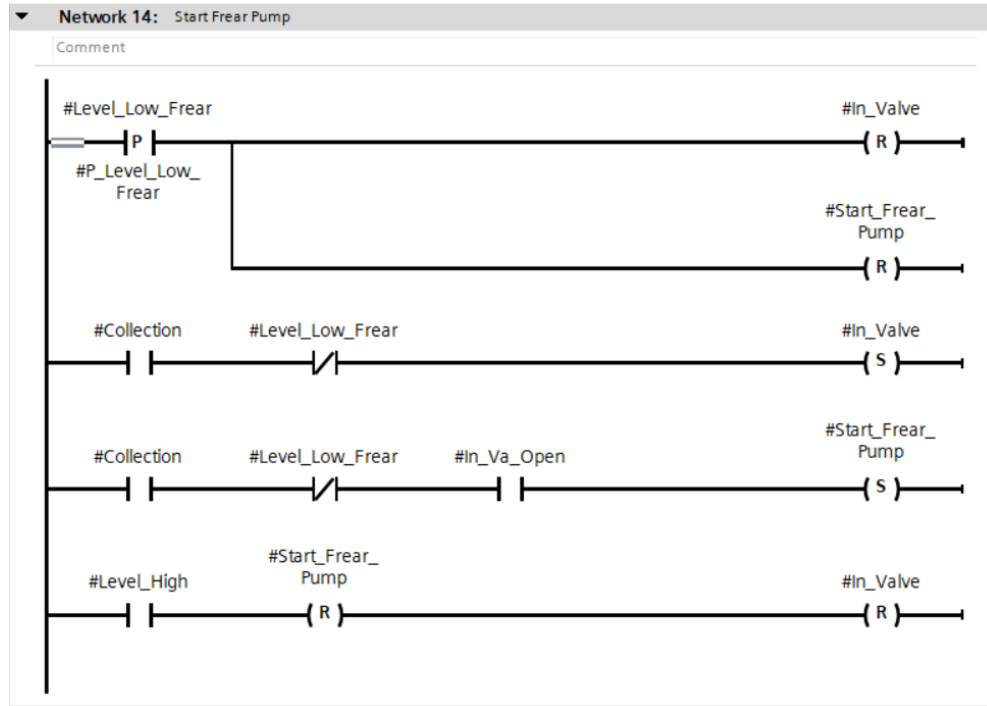 Network 14: Start Frear Pump
Comment
#Level_Low_Frear
#In_Valve
P
R
#P_Level_Low_
Frear
#Start_Frear_
Pump
R
#Collection
#Level_Low_Frear
#In_Valve
S
#Start_Frear_
Pump
#Collection
#Level_Low_Frear
#In_Va_Open
S
#Start_Frear_
Pump
#Level_High
#In_Valve
R
R